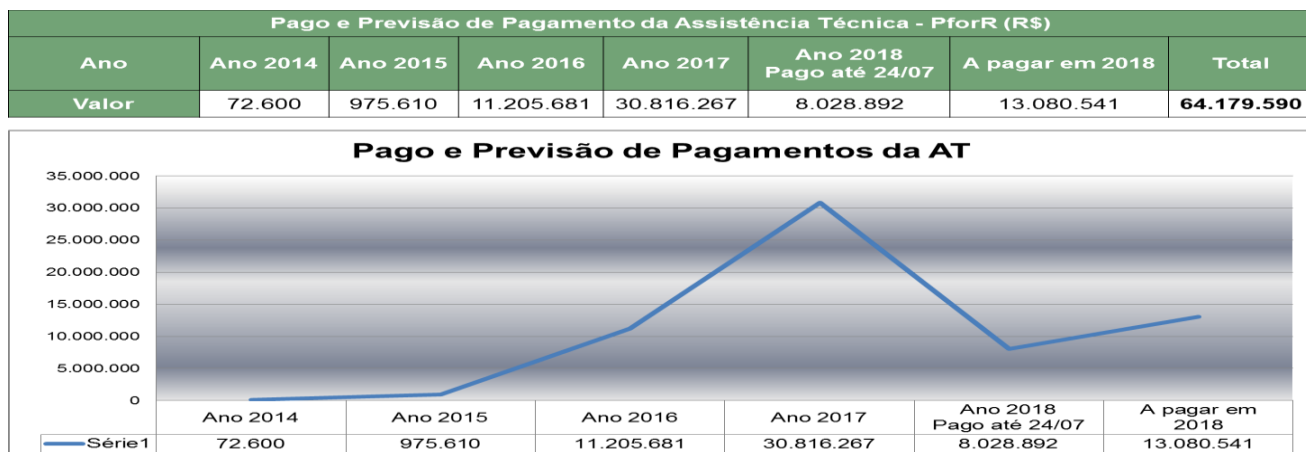 Pago e Previsão de Pagamento da Assistência Técnica - PforR (R$)
Ano Ano 2014 Ano 2015 Ano 2016 Ano 2017 Ano 2018 Pago até 24/07 A pagar em 2018 Total
Valor 72.600 975.610 11.205.681 30.816.267 8.028.892 13.080.541 64.179.590
Pago e Previsão de Pagamentos da AT
35.000.000
30.000.000
25.000.000
20.000.000
15.000.000
10.000.000
5.000.000
0
Ano 2014 Ano 2015 Ano 2016 Ano 2017 Ano 2018 Pago até 24/07 A pagar em 2018
Série1 72.600 975.610 11.205.681 30.816.267 8.028.892 13.080.541